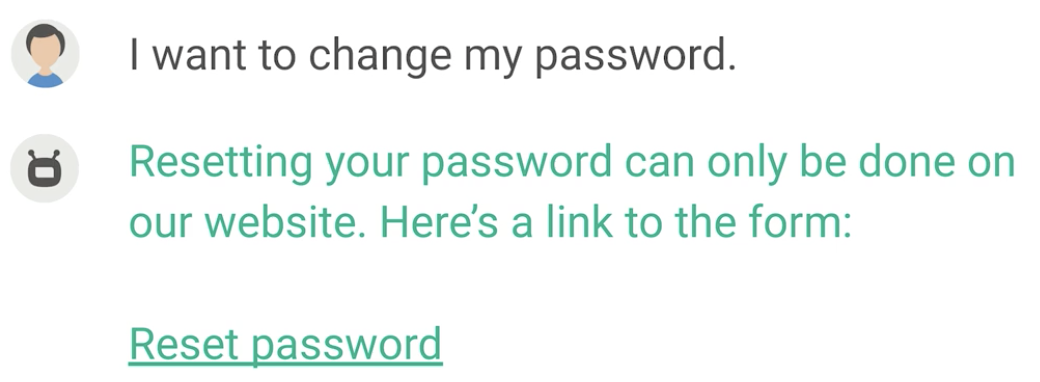 I want to change my password.
Resetting your password can only be done on
our website. Here’s a link to the form:
Reset password